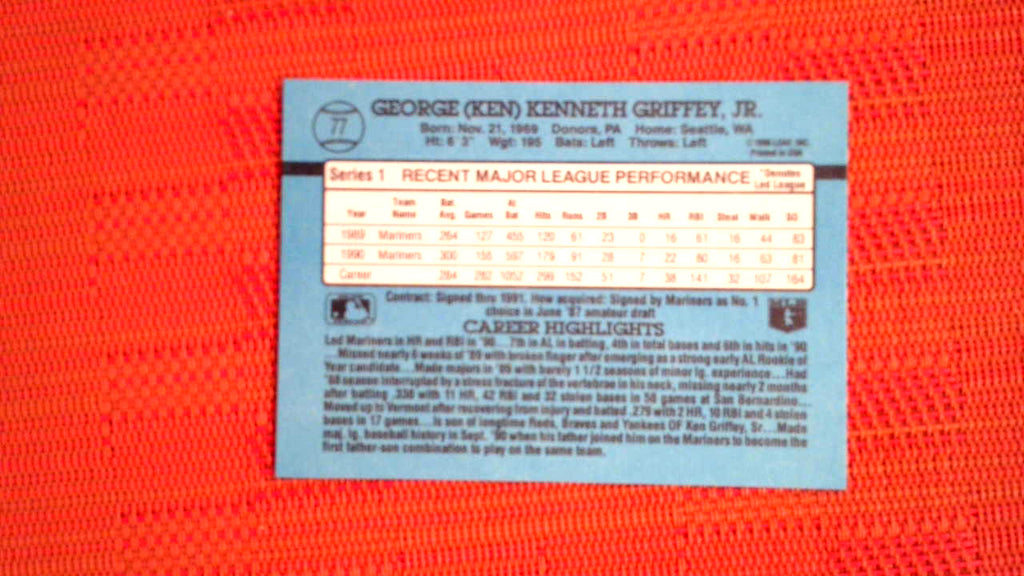 77
GEORGE (KEN) KENNETH GRIFFEY, JR.
Born: Nov. 21, 1969 Donora, PA Home: Seattle, WA
Ht: 6' 3" Wgt: 195 Bats: Left Throws: Left
Printed in USA
Series 1 RECENT MAJOR LEAGUE PERFORMANCE *Denotes Led League
Year Team Name Bat. Avg. Games At Bat Hits Runs 2B 3B HR RBI Steal Walk SO
1989 Mariners .264 127 455 120 61 23 0 16 61 16 44 83
1990 Mariners .300 155 597 179 91 28 7 22 80 16 63 81
Career .284 282 1052 299 152 51 7 38 141 32 107 164
Contract: Signed thru 1991. How acquired: Signed by Mariners as No. 1
choice in June '87 amateur draft
CAREER HIGHLIGHTS
Led Mariners in HR and RBI in '90...7th in AL in batting, 4th in total bases and 6th in hits in '90
...Missed nearly 6 weeks of '89 with broken finger after emerging as a strong early AL Rookie of
Year candidate...Made majors in '89 with barely 1 1/2 seasons of minor lg. experience...Had
'88 season interrupted by a stress fracture of the vertebrae in his neck, missing nearly 2 months
after batting .338 with 11 HR, 42 RBI and 32 stolen bases in 58 games at San Bernardino...
Moved up to Vermont after recovering from injury and batted .279 with 2 HR, 10 RBI and 4 stolen
bases in 17 games...Is son of longtime Reds, Braves and Yankees OF Ken Griffey, Sr...Made
maj. lg. baseball history in Sept. '90 when his father joined him on the Mariners to become the
first father-son combination to play on the same team.